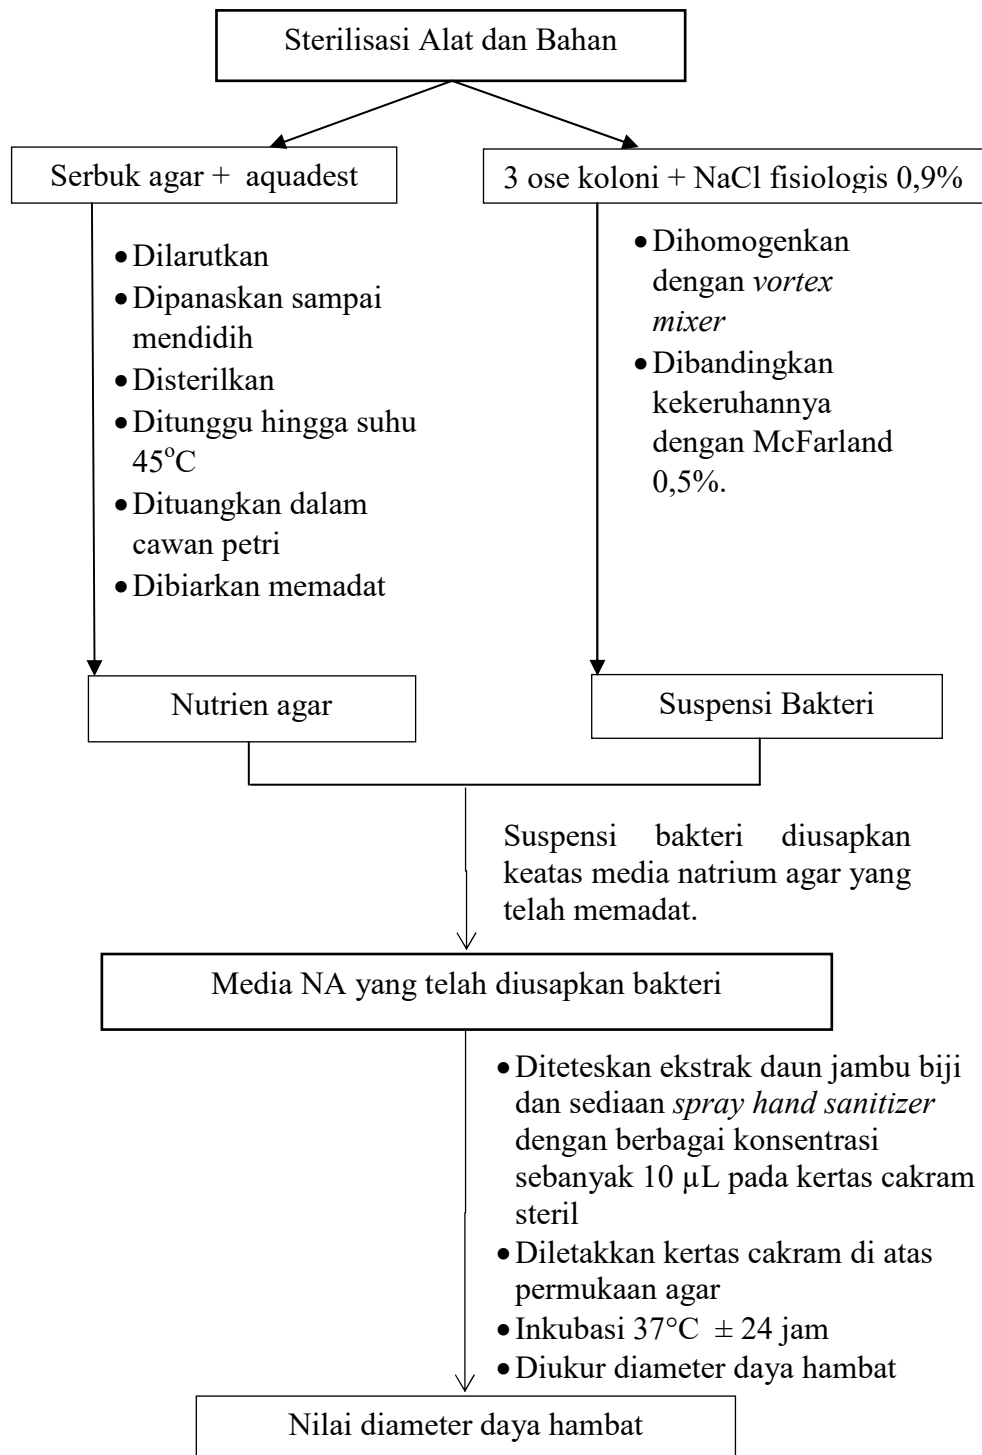 Sterilisasi Alat dan Bahan
Serbuk agar + aquadest
3 ose koloni + NaCl fisiologis 0,9%
• Dilarutkan
• Dipanaskan sampai
mendidih
• Disterilkan
• Ditunggu hingga suhu
45°C
• Dituangkan dalam
cawan petri
• Dibiarkan memadat
• Dihomogenkan
dengan vortex
mixer
• Dibandingkan
kekeruhannya
dengan McFarland
0,5%.
Nutrien agar
Suspensi Bakteri
Suspensi bakteri diusapkan
keatas media natrium agar yang
telah memadat.
Media NA yang telah diusapkan bakteri
• Diteteskan ekstrak daun jambu biji
dan sediaan spray hand sanitizer
dengan berbagai konsentrasi
sebanyak 10 µL pada kertas cakram
steril
• Diletakkan kertas cakram di atas
permukaan agar
• Inkubasi 37°C ± 24 jam
• Diukur diameter daya hambat
Nilai diameter daya hambat